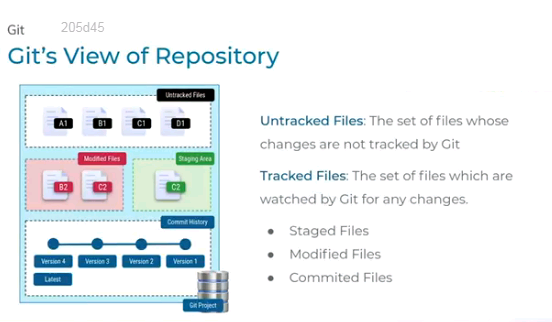 Git 205d45
Git's View of Repository
Untracked Files
A1 B1 C1 D1
Modified Files Staging Area
B2 C2 C2
Commit History
Version 4 Version 3 Version 2 Version 1
Latest
Git Project
Untracked Files: The set of files whose
changes are not tracked by Git
Tracked Files: The set of files which are
watched by Git for any changes.
● Staged Files
● Modified Files
● Commited Files